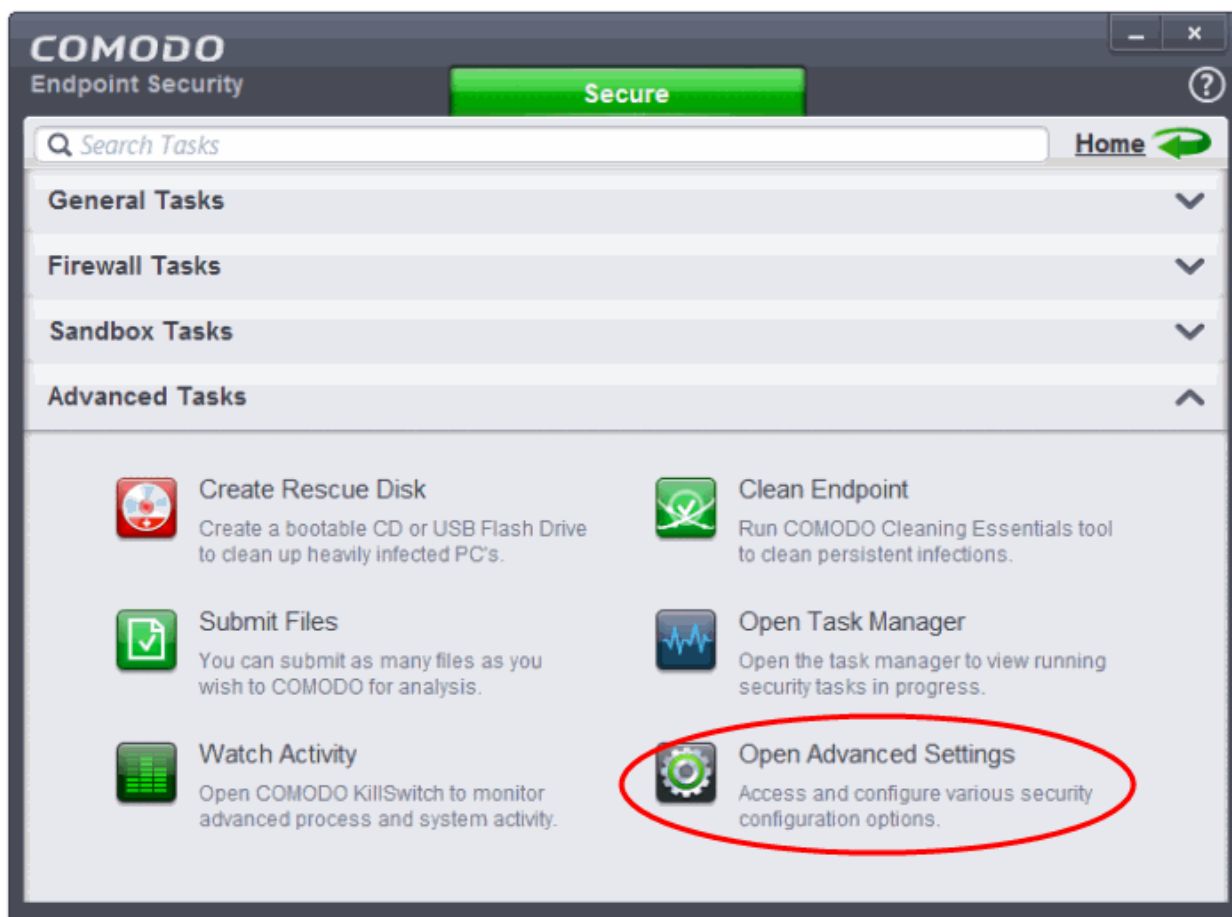 COMODO
Endpoint Security
Secure
?
Search Tasks
Home
General Tasks
Firewall Tasks
Sandbox Tasks
Advanced Tasks
Create Rescue Disk
Create a bootable CD or USB Flash Drive
to clean up heavily infected PC's.
Clean Endpoint
Run COMODO Cleaning Essentials tool
to clean persistent infections.
Submit Files
You can submit as many files as you
wish to COMODO for analysis.
Open Task Manager
Open the task manager to view running
security tasks in progress.
Watch Activity
Open COMODO KillSwitch to monitor
advanced process and system activity.
Open Advanced Settings
Access and configure various security
configuration options.